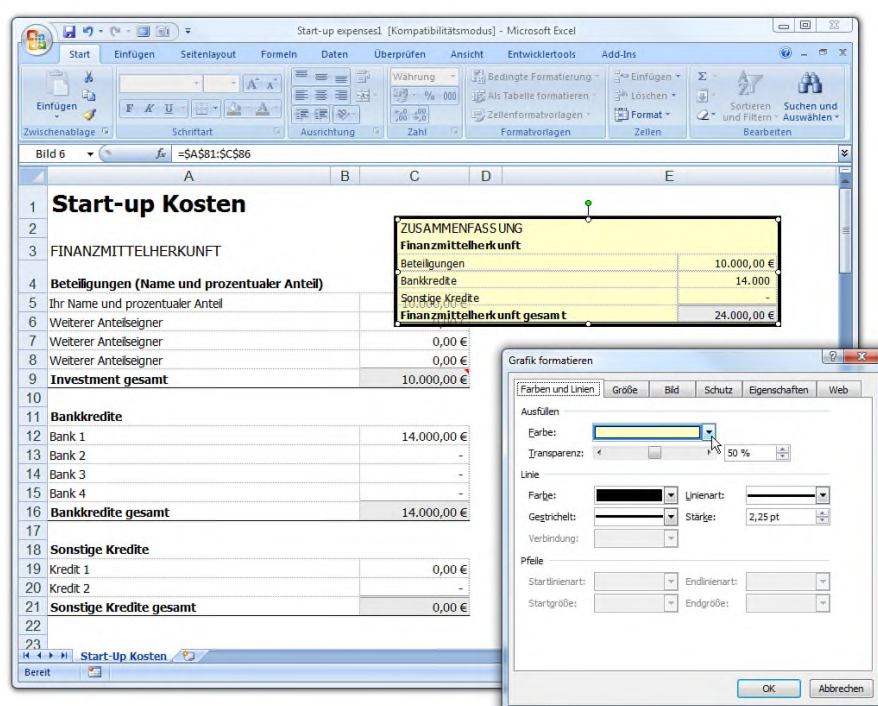 Start-up expenses1 [Kompatibilitätsmodus] - Microsoft Excel
Start Einfügen Seitenlayout Formeln Daten Überprüfen Ansicht Entwicklertools Add-Ins
Einfügen
Zwischenablage
F K U
A A
Schriftart
Ausrichtung
Währung
% 000
Zahl
Bedingte Formatierung
Als Tabelle formatieren
Zellenformatvorlagen
Formatvorlagen
Einfügen
Löschen
Format
Zellen
Σ
Sortieren und Filtern
Suchen und Auswählen
Bearbeiten
Bild 6 fx =$A$81:$C$86
A B C D E
1 Start-up Kosten
2
3 FINANZMITTELHERKUNFT
4 Beteiligungen (Name und prozentualer Anteil)
5 Ihr Name und prozentualer Anteil 10.000,00 €
6 Weiterer Anteilseigner
7 Weiterer Anteilseigner 0,00 €
8 Weiterer Anteilseigner 0,00 €
9 Investment gesamt 10.000,00 €
10
11 Bankkredite
12 Bank 1 14.000,00 €
13 Bank 2 -
14 Bank 3 -
15 Bank 4 -
16 Bankkredite gesamt 14.000,00 €
17
18 Sonstige Kredite
19 Kredit 1 0,00 €
20 Kredit 2 -
21 Sonstige Kredite gesamt 0,00 €
22
23
ZUSAMMENFASSUNG
Finanzmittelherkunft
Beteiligungen 10.000,00 €
Bankkredite 14.000
Sonstige Kredite -
Finanzmittelherkunft gesamt 24.000,00 €
Start-Up Kosten
Bereit
Grafik formatieren
Farben und Linien Größe Bild Schutz Eigenschaften Web
Ausfüllen
Farbe:
Transparenz: 50 %
Linie
Farbe: Linienart:
Gestrichelt: Stärke: 2,25 pt
Verbindung:
Pfeile
Startlinienart: Endlinienart:
Startgröße: Endgröße:
OK Abbrechen